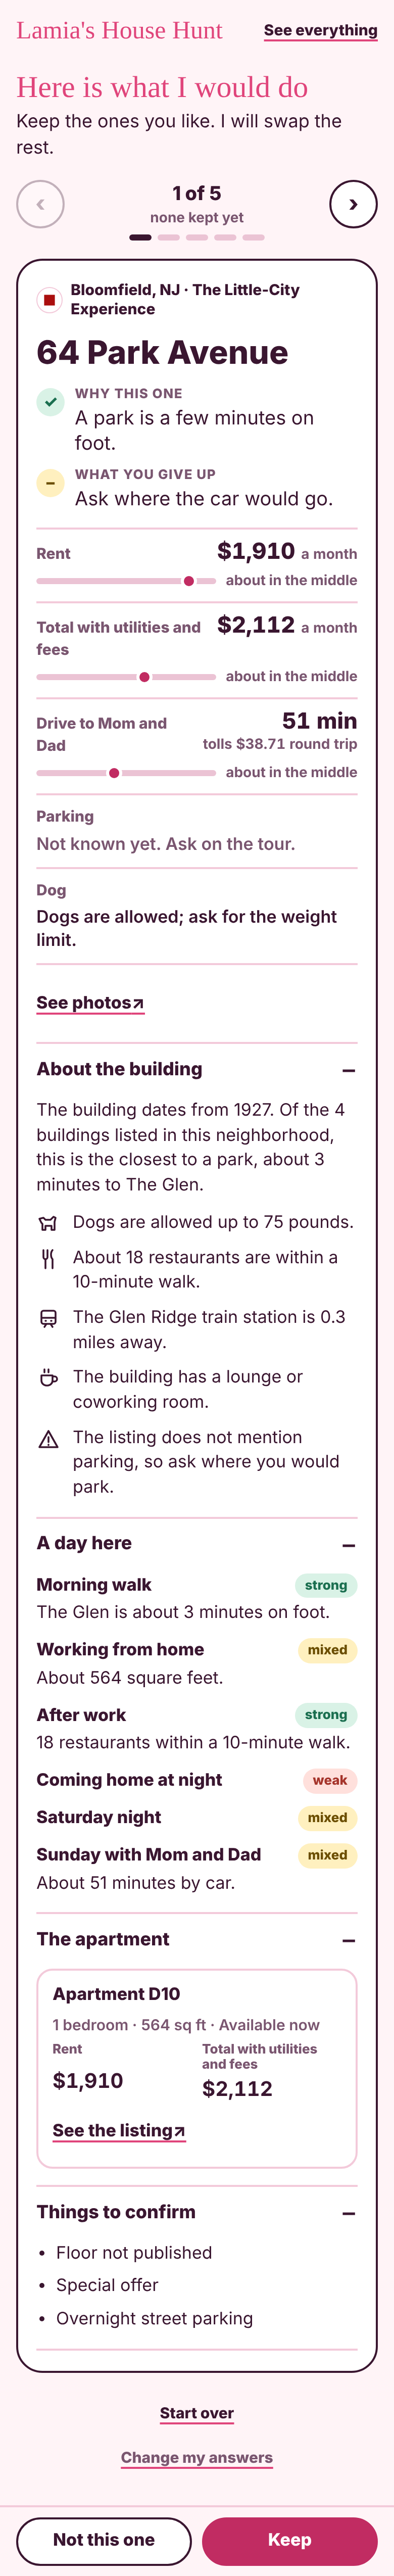 Lamia's House Hunt
See everything
Here is what I would do
Keep the ones you like. I will swap the
rest.
‹
1 of 5
›
none kept yet
Bloomfield, NJ · The Little-City
Experience
64 Park Avenue
WHY THIS ONE
A park is a few minutes on
foot.
WHAT YOU GIVE UP
Ask where the car would go.
Rent
$1,910 a month
about in the middle
Total with utilities and
fees
$2,112 a month
about in the middle
Drive to Mom and
Dad
51 min
tolls $38.71 round trip
about in the middle
Parking
Not known yet. Ask on the tour.
Dog
Dogs are allowed; ask for the weight
limit.
See photos↗
About the building –
The building dates from 1927. Of the 4
buildings listed in this neighborhood,
this is the closest to a park, about 3
minutes to The Glen.
Dogs are allowed up to 75 pounds.
About 18 restaurants are within a
10-minute walk.
The Glen Ridge train station is 0.3
miles away.
The building has a lounge or
coworking room.
The listing does not mention
parking, so ask where you would
park.
A day here –
Morning walk strong
The Glen is about 3 minutes on foot.
Working from home mixed
About 564 square feet.
After work strong
18 restaurants within a 10-minute walk.
Coming home at night weak
Saturday night mixed
Sunday with Mom and Dad mixed
About 51 minutes by car.
The apartment –
Apartment D10
1 bedroom · 564 sq ft · Available now
Rent
$1,910
Total with utilities
and fees
$2,112
See the listing↗
Things to confirm –
• Floor not published
• Special offer
• Overnight street parking
Start over
Change my answers
Not this one
Keep